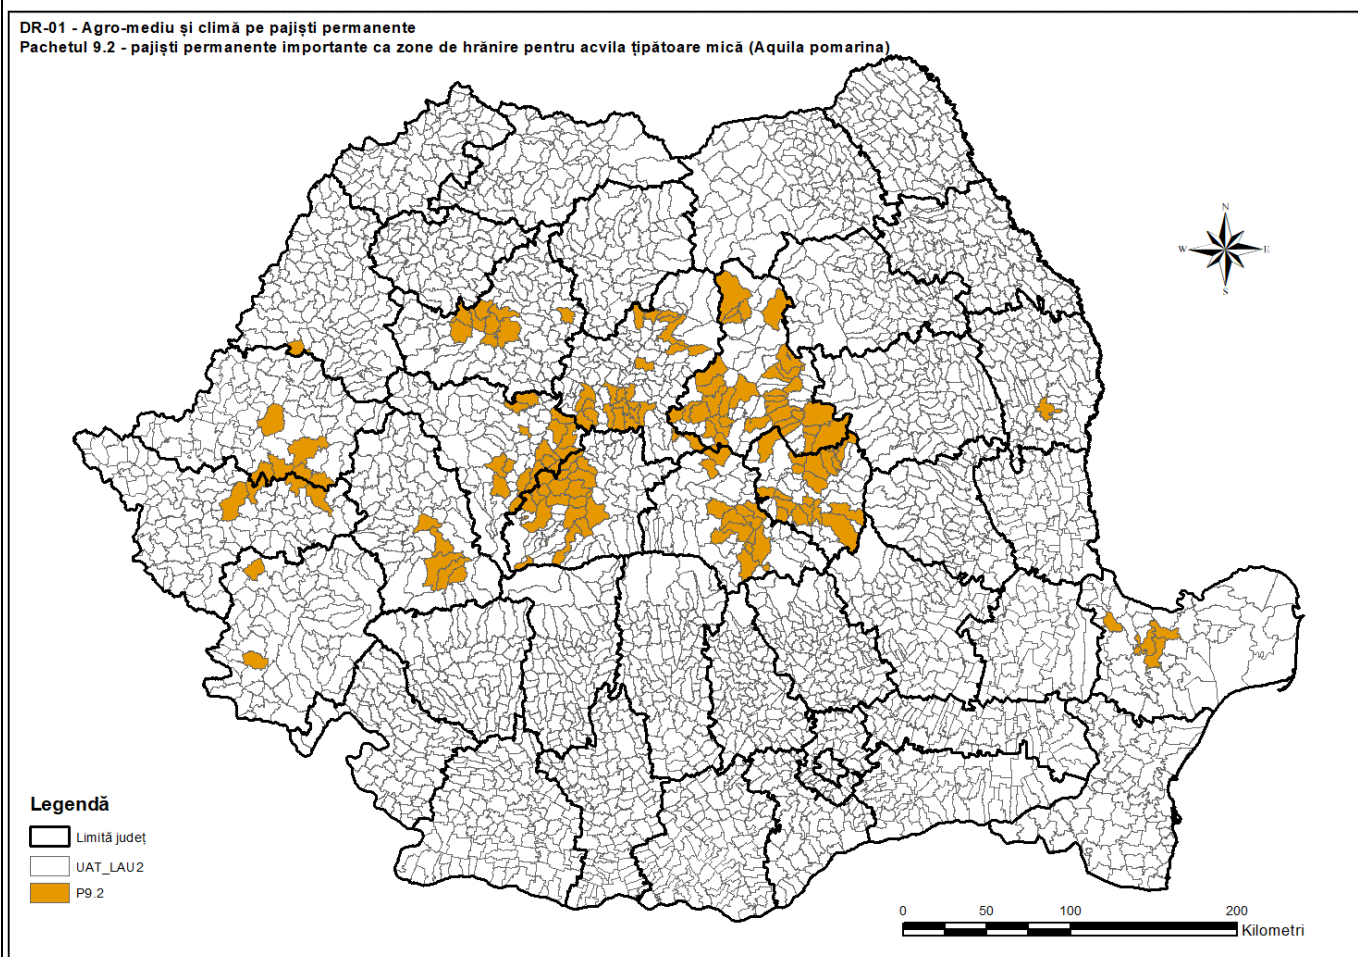 DR-01 - Agro-mediu și climă pe pajiști permanente
Pachetul 9.2 - pajiști permanente importante ca zone de hrănire pentru acvila țipătoare mică (Aquila pomarina)
N
W E
S
Legendă
Limită județ
UAT_LAU2
P9.2
0 50 100 200
Kilometri